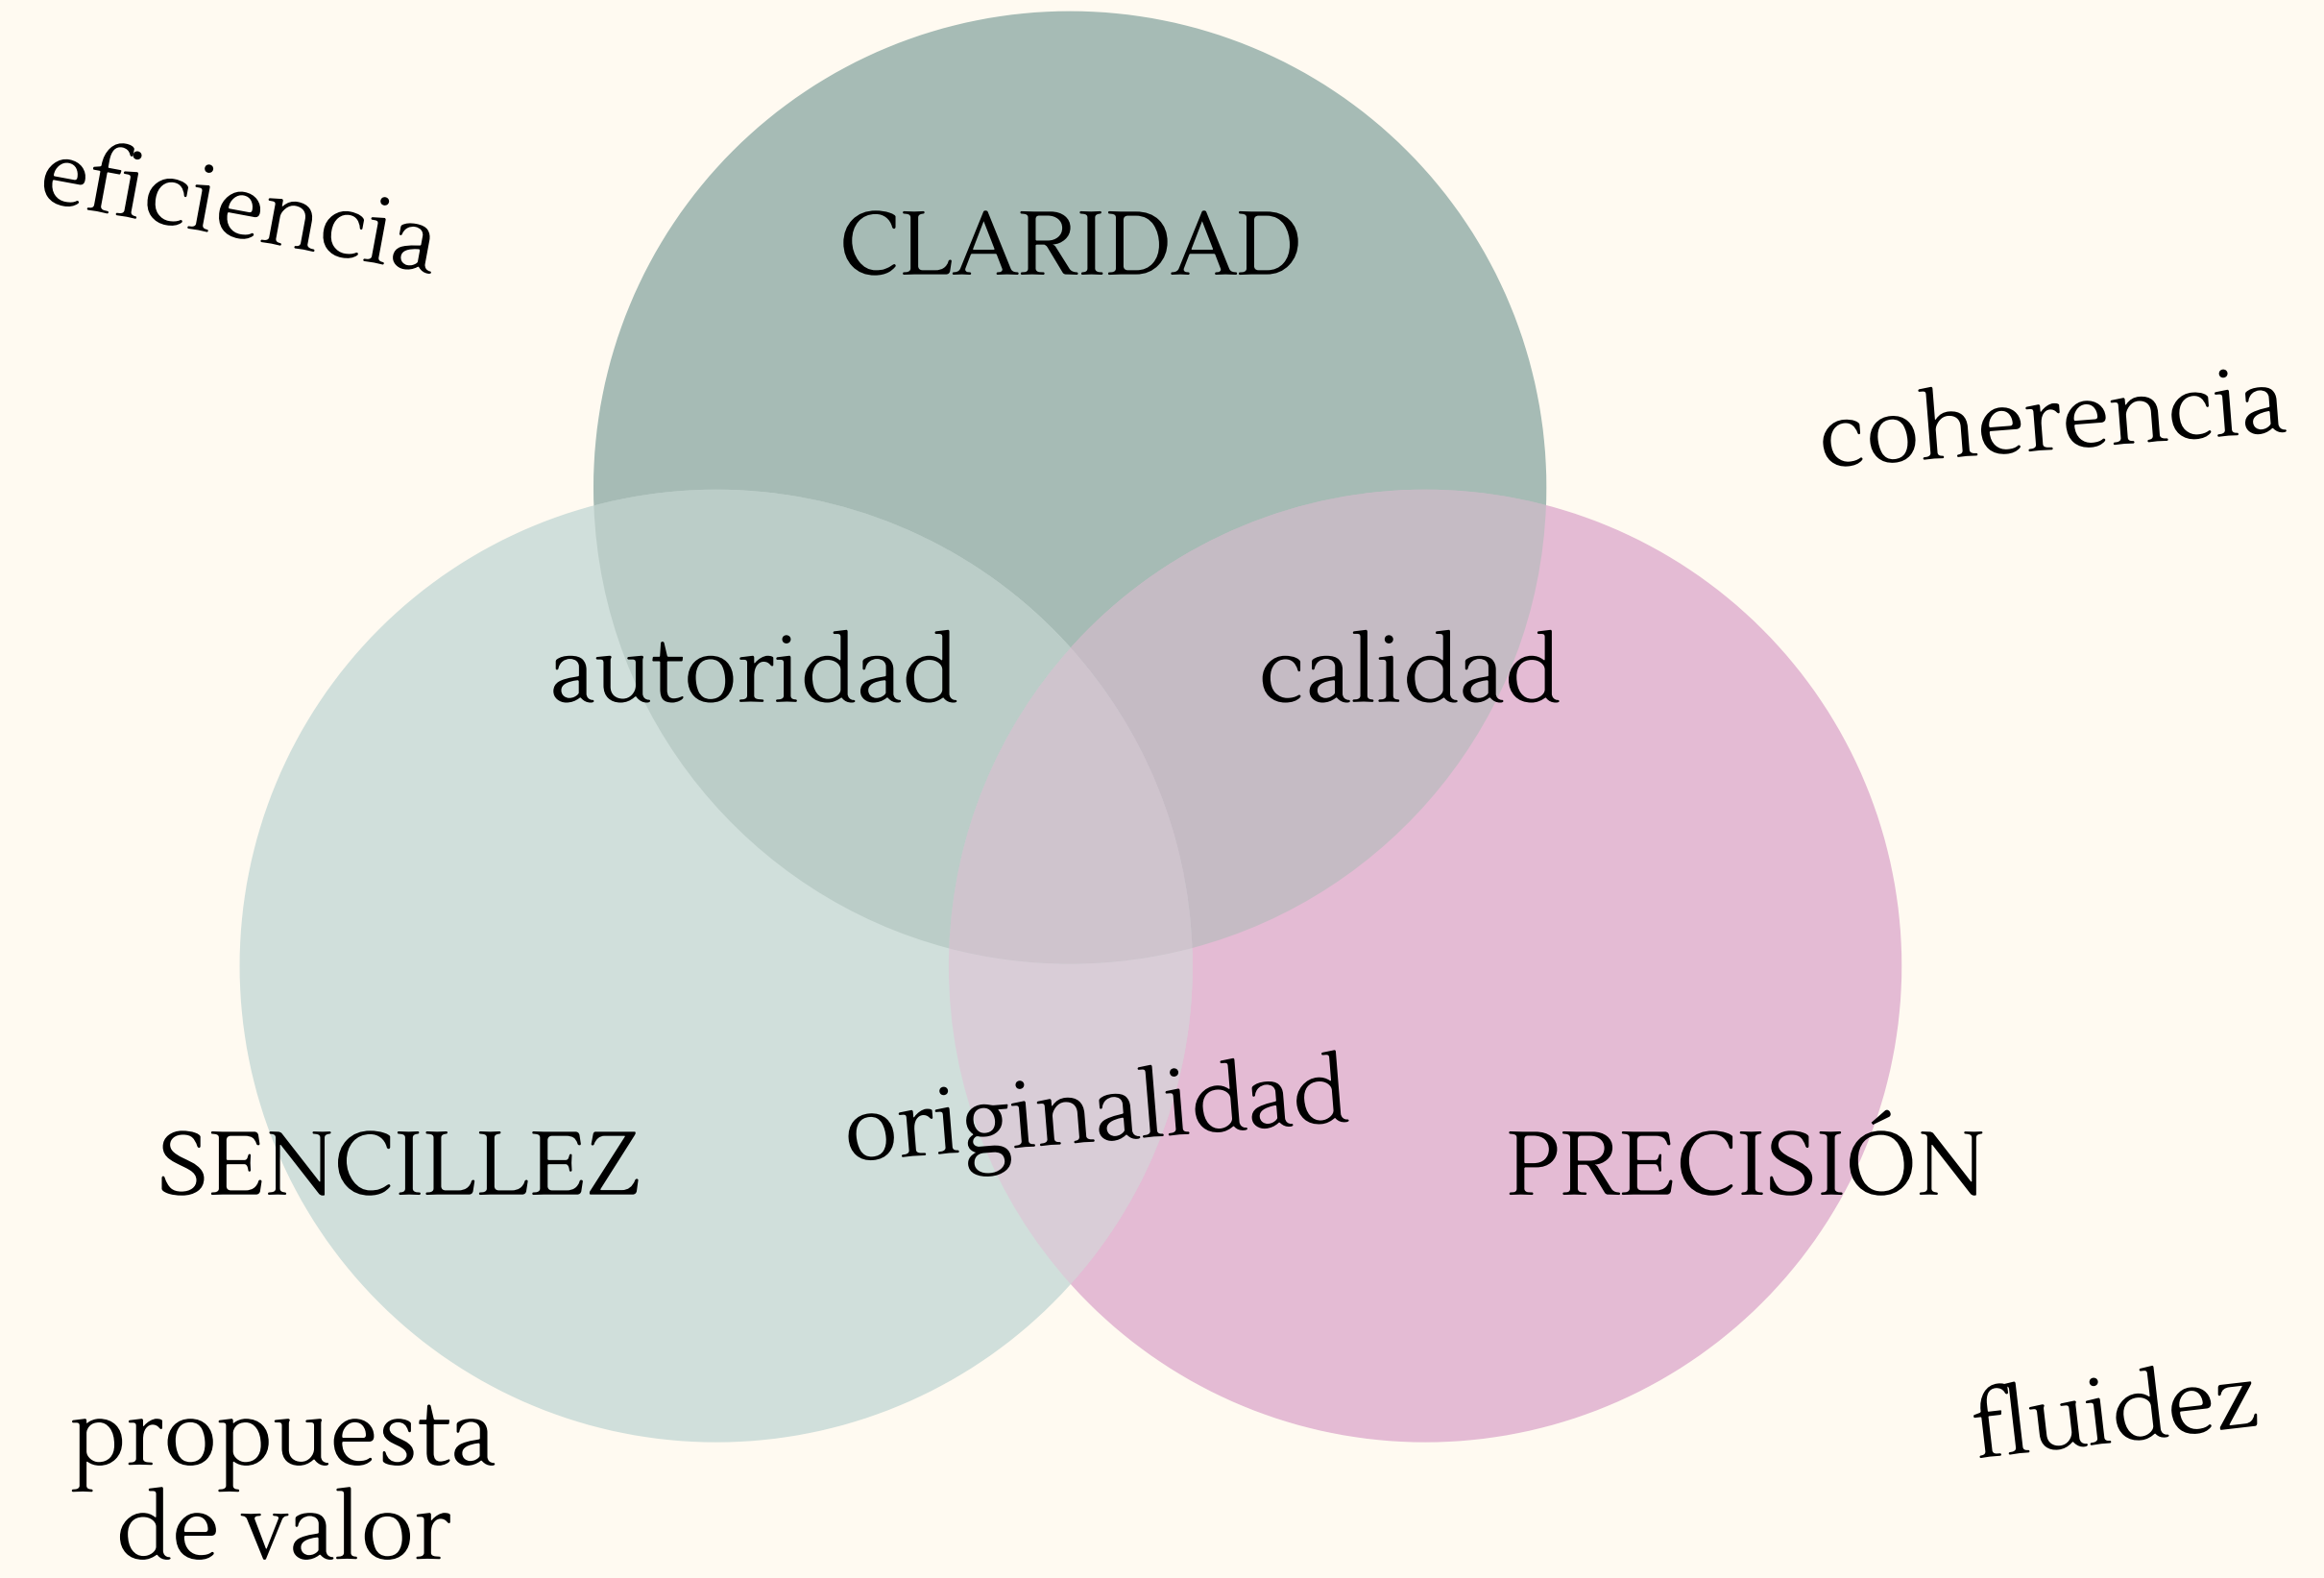 eficiencia
CLARIDAD
coherencia
autoridad
calidad
originalidad
SENCILLEZ
PRECISIÓN
propuesta
de valor
fluidez